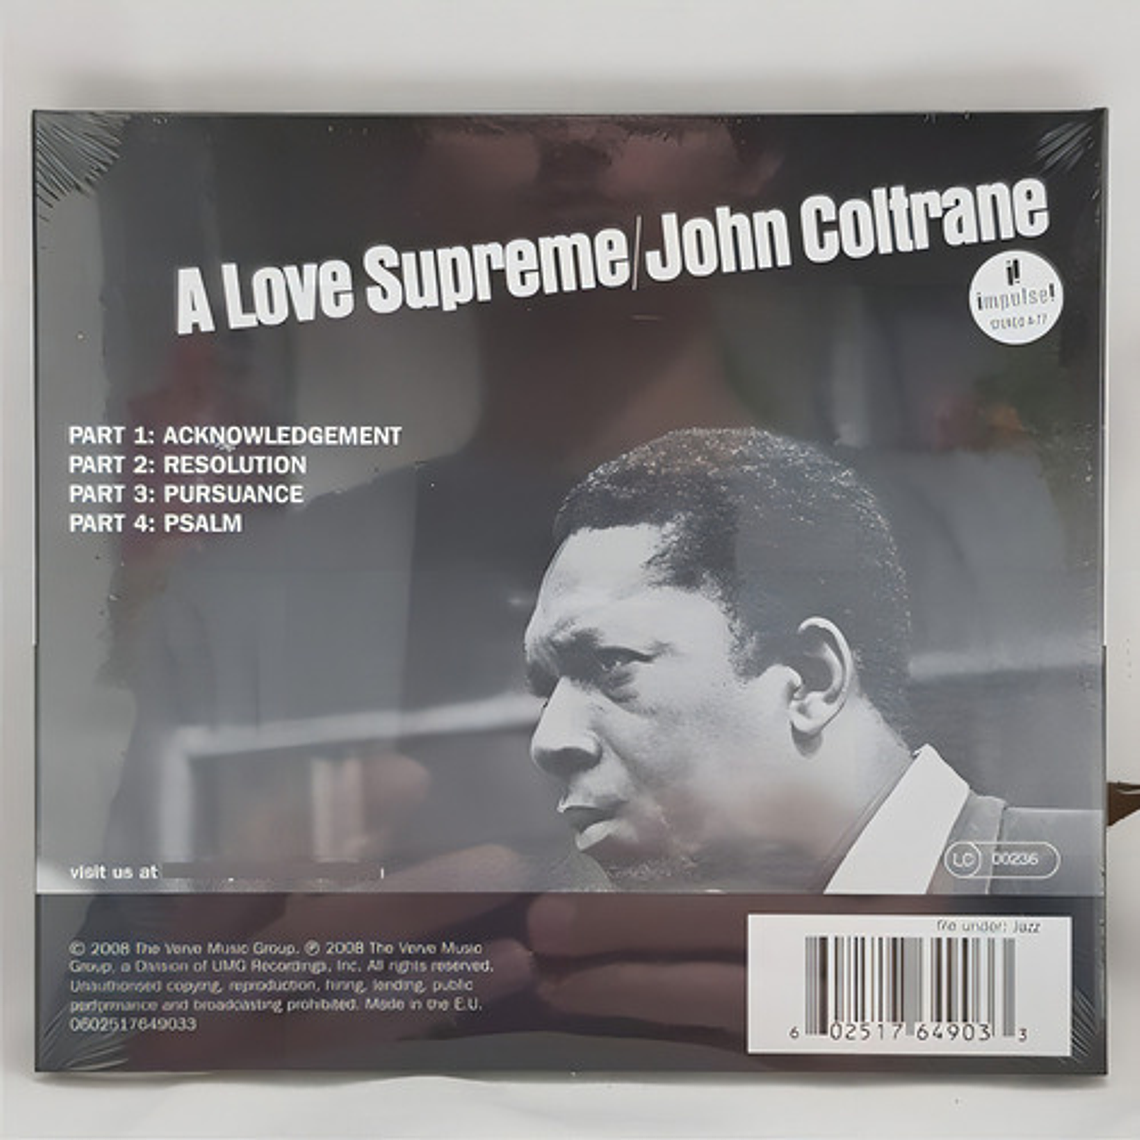 A Love Supreme/John Coltrane
impulse!
STEREO A-77
PART 1: ACKNOWLEDGEMENT
PART 2: RESOLUTION
PART 3: PURSUANCE
PART 4: PSALM
visit us at
LC 00236
© 2008 The Verve Music Group. ℗ 2008 The Verve Music
Group, a Division of UMG Recordings, Inc. All rights reserved.
Unauthorised copying, reproduction, hiring, lending, public
performance and broadcasting prohibited. Made in the E.U.
0602517649033
file under: Jazz
6 02517 64903 3